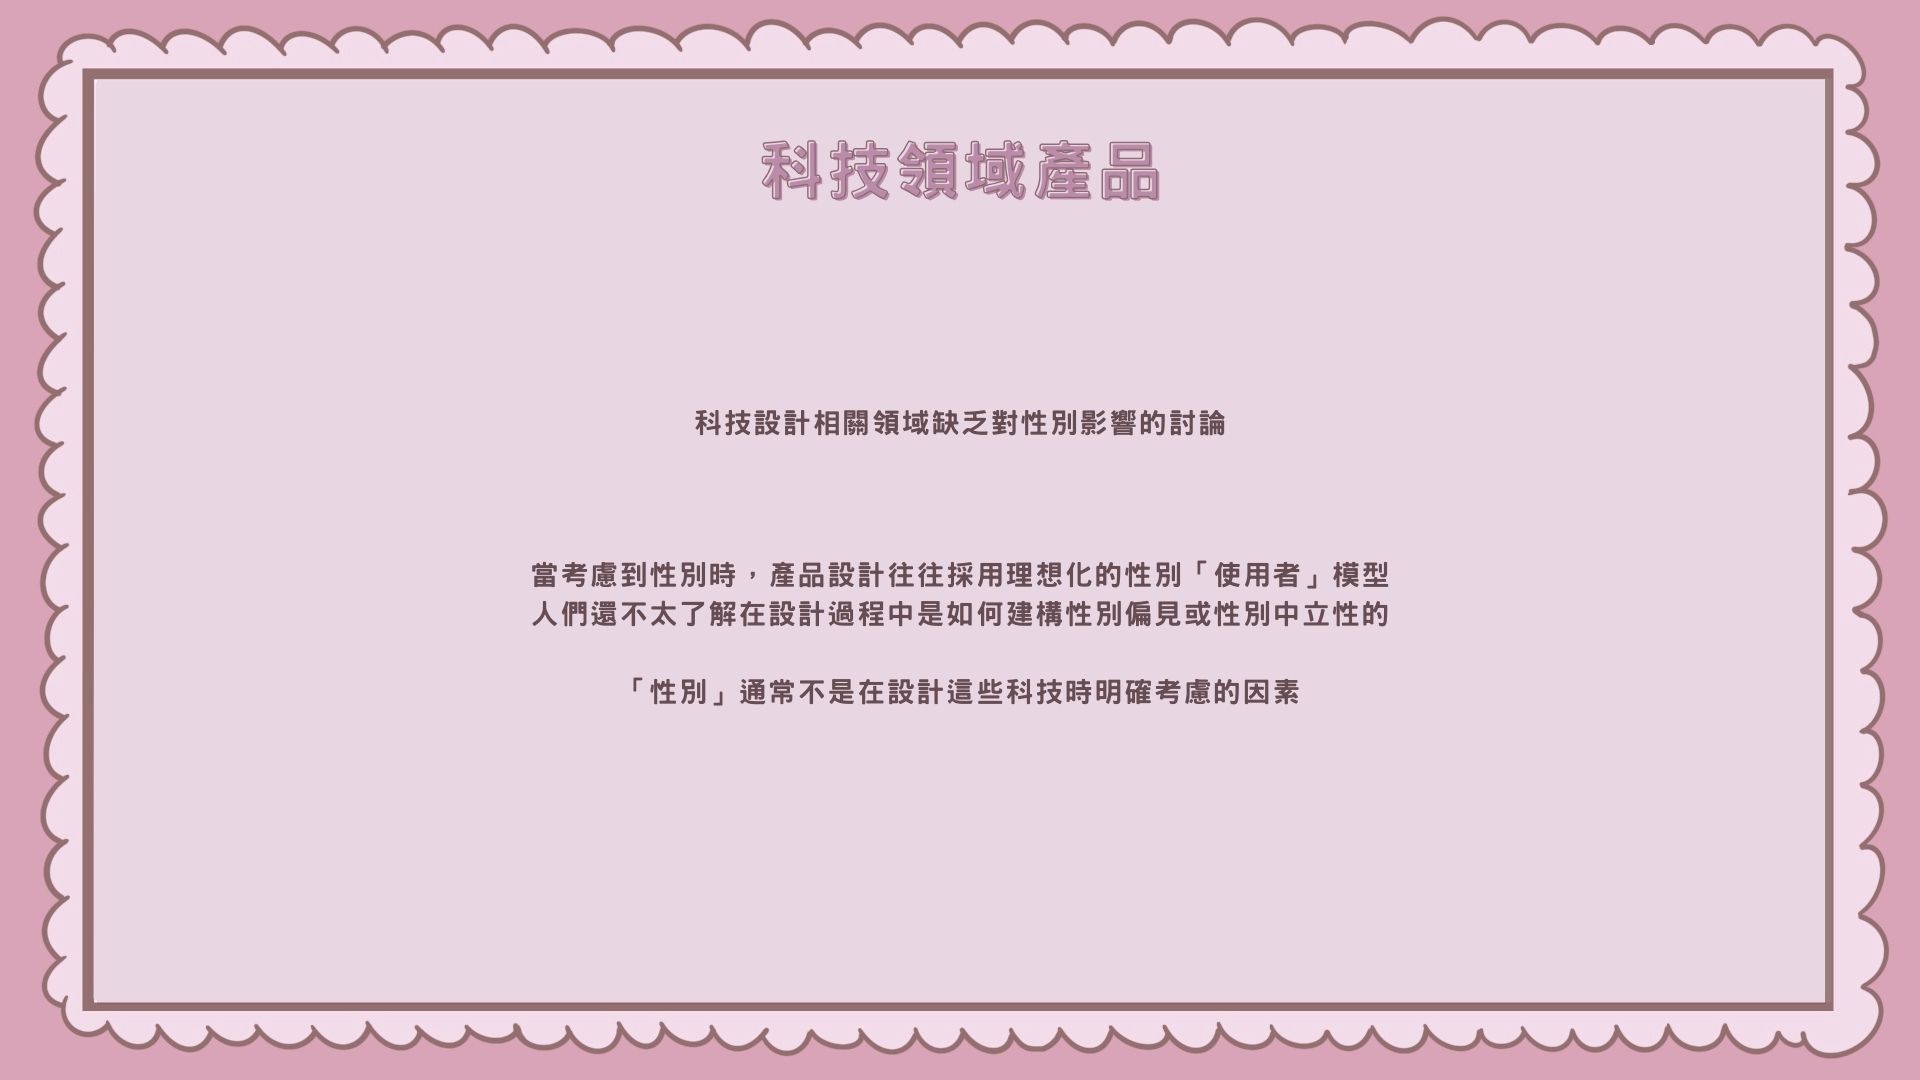 科技領域產品
科技設計相關領域缺乏對性別影響的討論
當考慮到性別時，產品設計往往採用理想化的性別「使用者」模型
人們還不太了解在設計過程中是如何建構性別偏見或性別中立性的
「性別」通常不是在設計這些科技時明確考慮的因素